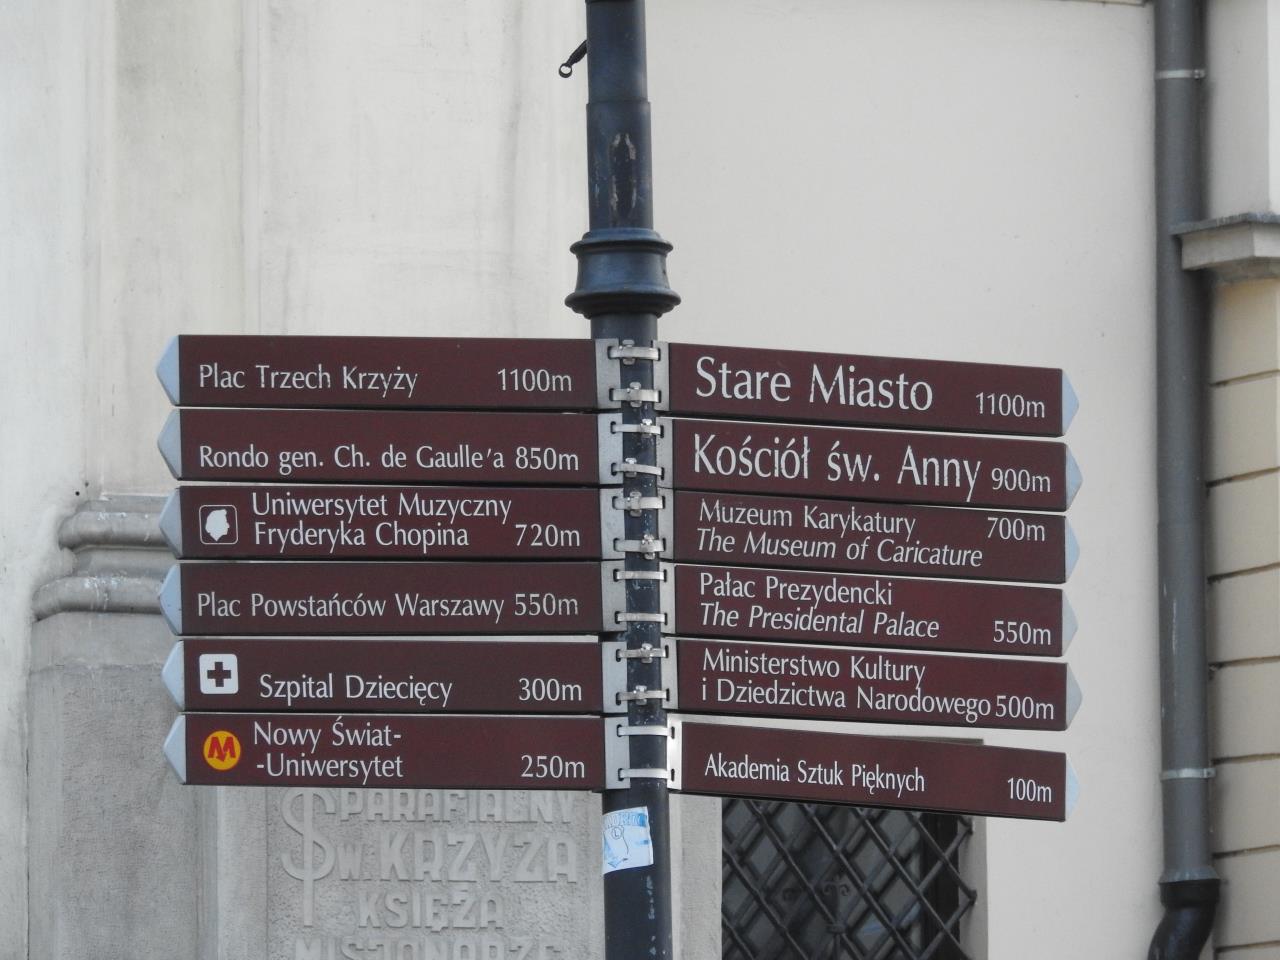 Plac Trzech Krzyży 1100m
Rondo gen. Ch. de Gaulle'a 850m
Uniwersytet Muzyczny
Fryderyka Chopina 720m
Plac Powstańców Warszawy 550m
Szpital Dziecięcy 300m
M Nowy Świat-
-Uniwersytet 250m
Stare Miasto 1100m
Kościół św. Anny 900m
Muzeum Karykatury 700m
The Museum of Caricature
Pałac Prezydencki
The Presidental Palace 550m
Ministerstwo Kultury
i Dziedzictwa Narodowego 500m
Akademia Sztuk Pięknych 100m
PARAFIALNY
ŚW. KRZYŻA
KSIĘŻA
MISJONARZE